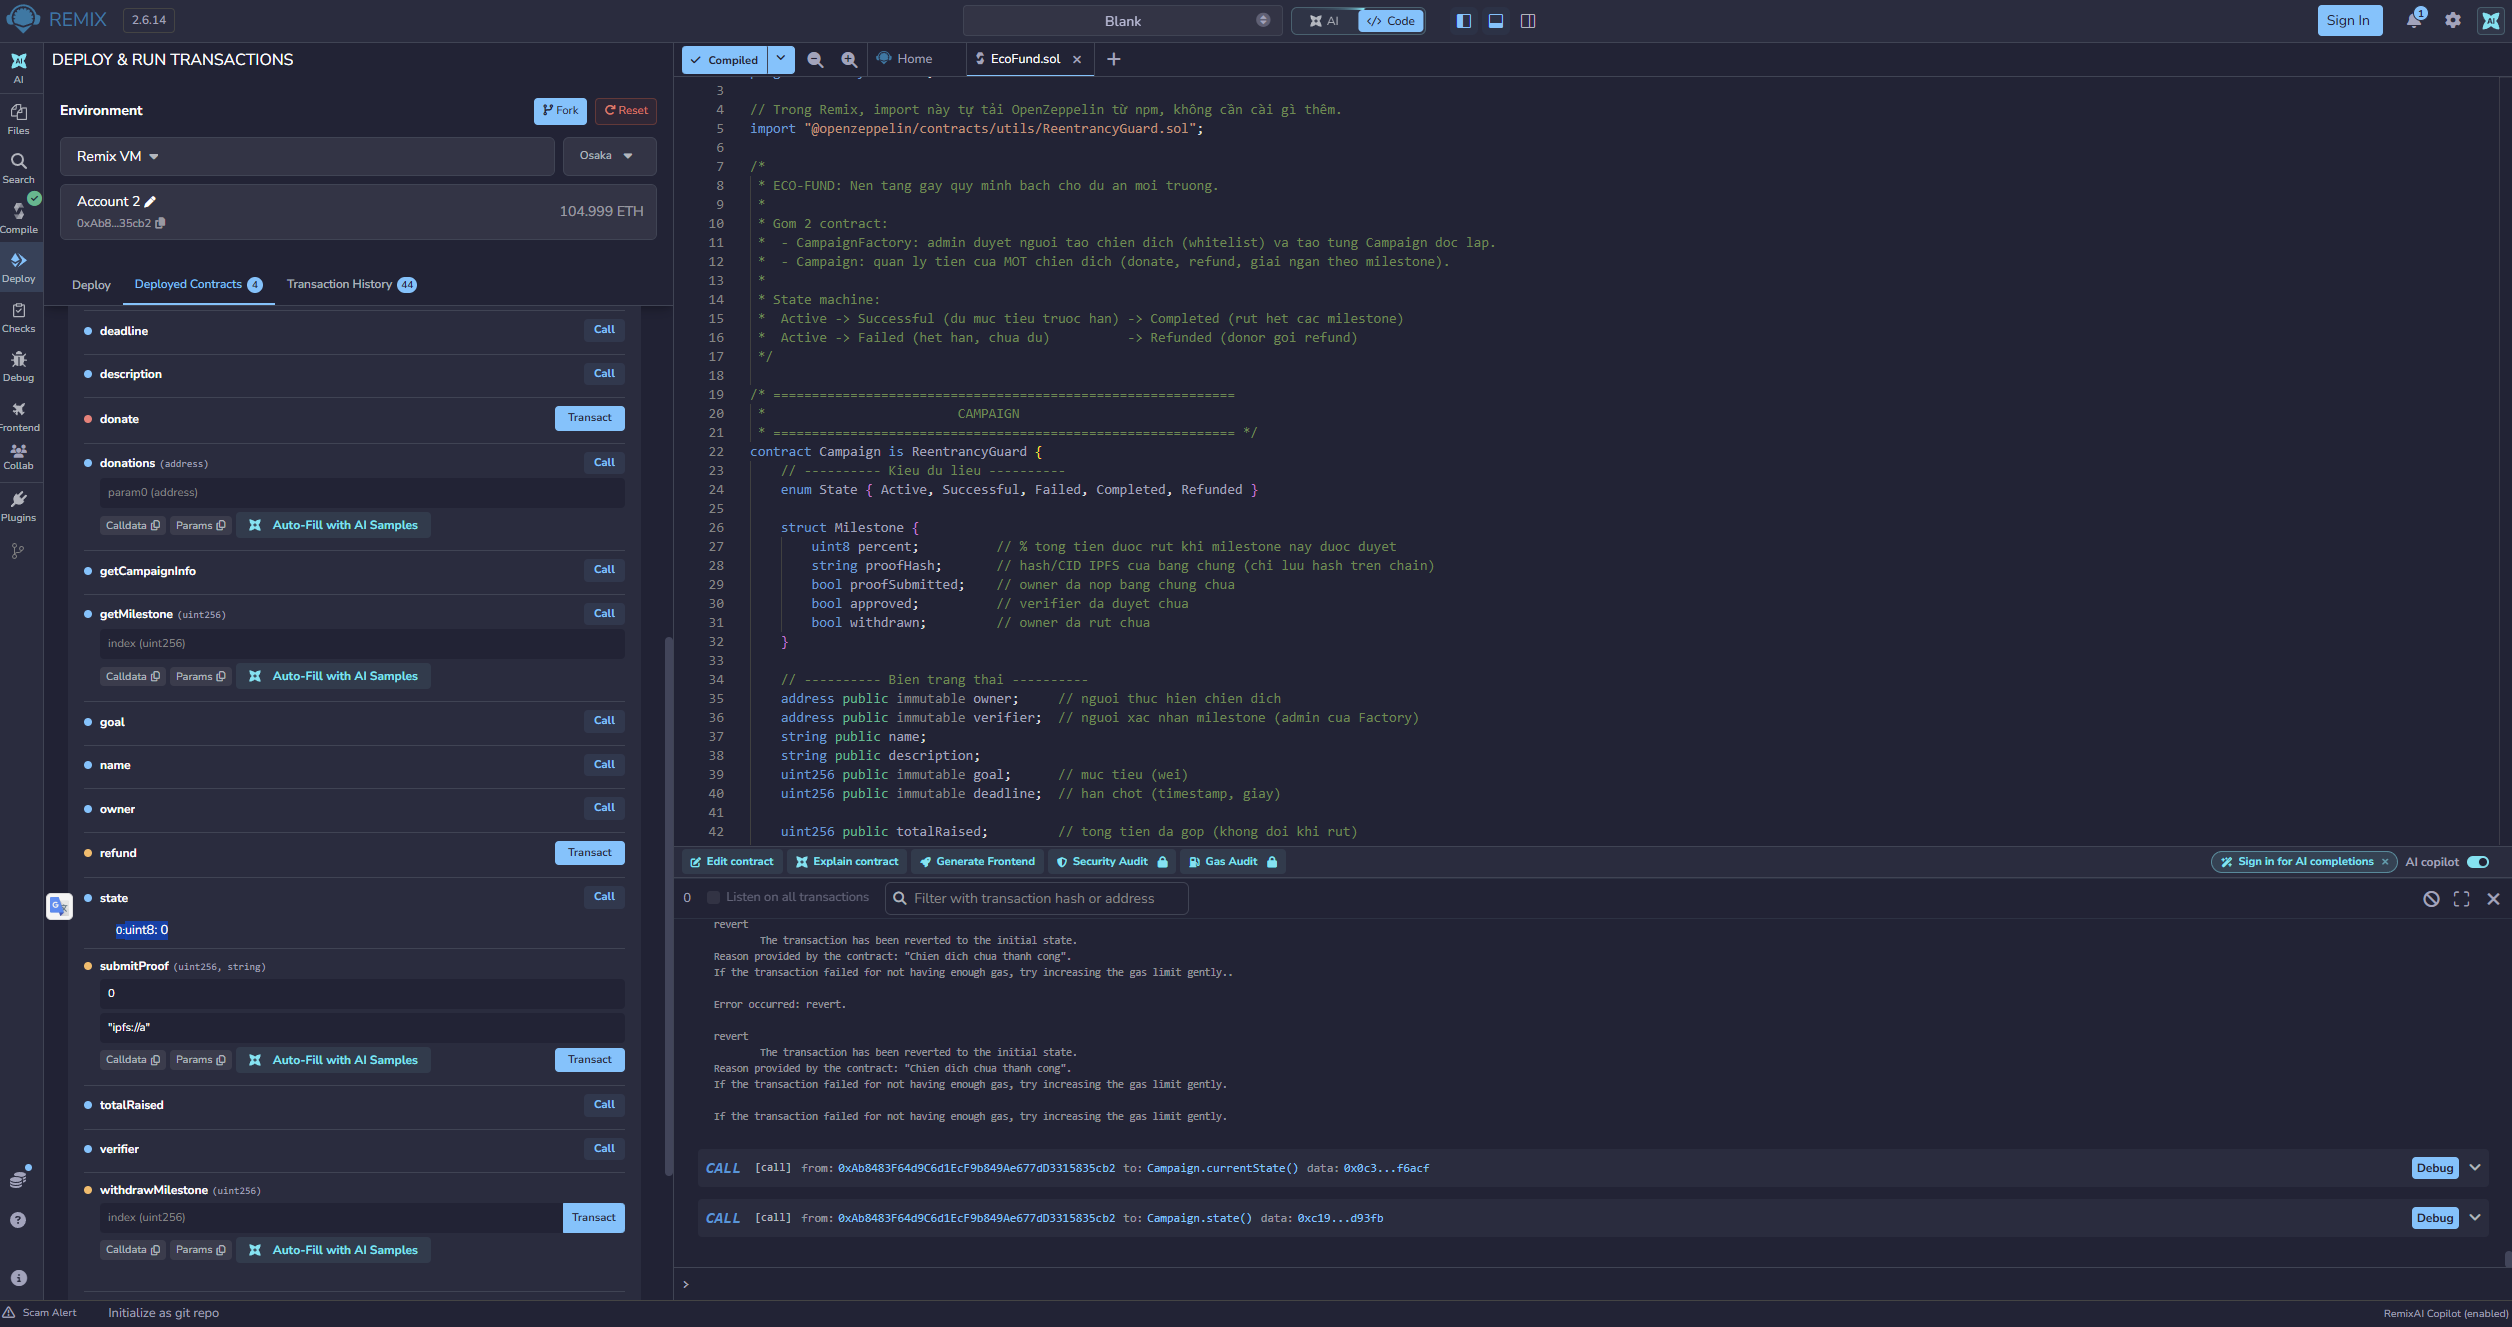 REMIX 2.6.14
Blank
AI
Code
Sign In
1
AI
AI
Files
Search
Compile
Deploy
Checks
Debug
Frontend
Collab
Plugins
DEPLOY & RUN TRANSACTIONS
Environment
Fork
Reset
Remix VM
Osaka
Account 2
0xAb8...35cb2
104.999 ETH
Deploy
Deployed Contracts 4
Transaction History 44
deadline Call
description Call
donate Transact
donations (address) Call
param0 (address)
Calldata Params Auto-Fill with AI Samples
getCampaignInfo Call
getMilestone (uint256) Call
index (uint256)
Calldata Params Auto-Fill with AI Samples
goal Call
name Call
owner Call
refund Transact
state Call
0:uint8: 0
submitProof (uint256, string)
0
"ipfs://a"
Calldata Params Auto-Fill with AI Samples Transact
totalRaised Call
verifier Call
withdrawMilestone (uint256)
index (uint256) Transact
Calldata Params Auto-Fill with AI Samples
Compiled
Home
EcoFund.sol
3
4 // Trong Remix, import này tự tải OpenZeppelin từ npm, không cần cài gì thêm.
5 import "@openzeppelin/contracts/utils/ReentrancyGuard.sol";
6
7 /*
8 * ECO-FUND: Nen tang gay quy minh bach cho du an moi truong.
9 *
10 * Gom 2 contract:
11 * - CampaignFactory: admin duyet nguoi tao chien dich (whitelist) va tao tung Campaign doc lap.
12 * - Campaign: quan ly tien cua MOT chien dich (donate, refund, giai ngan theo milestone).
13 *
14 * State machine:
15 * Active -> Successful (du muc tieu truoc han) -> Completed (rut het cac milestone)
16 * Active -> Failed (het han, chua du) -> Refunded (donor goi refund)
17 */
18
19 /* ============================================================
20 * CAMPAIGN
21 * ============================================================ */
22 contract Campaign is ReentrancyGuard {
23 // ---------- Kieu du lieu ----------
24 enum State { Active, Successful, Failed, Completed, Refunded }
25
26 struct Milestone {
27 uint8 percent; // % tong tien duoc rut khi milestone nay duoc duyet
28 string proofHash; // hash/CID IPFS cua bang chung (chi luu hash tren chain)
29 bool proofSubmitted; // owner da nop bang chung chua
30 bool approved; // verifier da duyet chua
31 bool withdrawn; // owner da rut chua
32 }
33
34 // ---------- Bien trang thai ----------
35 address public immutable owner; // nguoi thuc hien chien dich
36 address public immutable verifier; // nguoi xac nhan milestone (admin cua Factory)
37 string public name;
38 string public description;
39 uint256 public immutable goal; // muc tieu (wei)
40 uint256 public immutable deadline; // han chot (timestamp, giay)
41
42 uint256 public totalRaised; // tong tien da gop (khong doi khi rut)
Edit contract
Explain contract
Generate Frontend
Security Audit
Gas Audit
Sign in for AI completions ×
AI copilot
0
Listen on all transactions
Filter with transaction hash or address
revert
The transaction has been reverted to the initial state.
Reason provided by the contract: "Chien dich chua thanh cong".
If the transaction failed for not having enough gas, try increasing the gas limit gently..
Error occurred: revert.
revert
The transaction has been reverted to the initial state.
Reason provided by the contract: "Chien dich chua thanh cong".
If the transaction failed for not having enough gas, try increasing the gas limit gently.
If the transaction failed for not having enough gas, try increasing the gas limit gently.
CALL [call] from: 0xAb8483F64d9C6d1EcF9b849Ae677dD3315835cb2 to: Campaign.currentState() data: 0x0c3...f6acf Debug
CALL [call] from: 0xAb8483F64d9C6d1EcF9b849Ae677dD3315835cb2 to: Campaign.state() data: 0xc19...d93fb Debug
>
Scam Alert
Initialize as git repo
RemixAI Copilot (enabled)